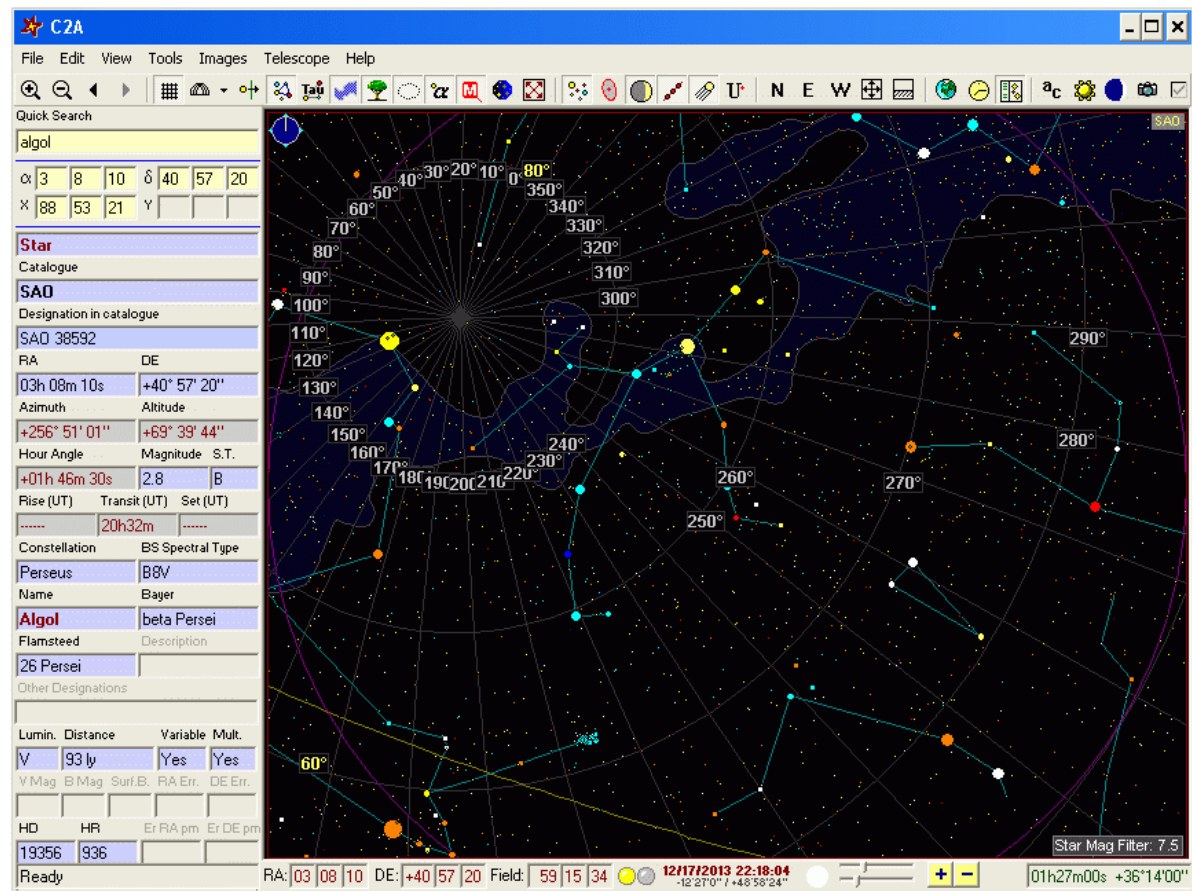 C2A
File Edit View Tools Images Telescope Help
N E W
Quick Search
algol
α 3 8 10 δ 40 57 20
X 88 53 21 Y
Star
Catalogue
SAO
Designation in catalogue
SAO 38592
RA DE
03h 08m 10s +40° 57' 20''
Azimuth Altitude
+256° 51' 01'' +69° 39' 44''
Hour Angle Magnitude S.T.
+01h 46m 30s 2.8 B
Rise (UT) Transit (UT) Set (UT)
------ 20h32m ------
Constellation BS Spectral Type
Perseus B8V
Name Bayer
Algol beta Persei
Flamsteed Description
26 Persei
Other Designations
Lumin. Distance Variable Mult.
V 93 ly Yes Yes
V Mag B Mag Surf.B. RA Err. DE Err.
HD HR Er RA pm Er DE pm
19356 936
Ready
SAO
80°
50° 40° 30° 20° 10° 0° 350°
60° 340°
70° 330°
80° 320°
90° 310°
100° 300°
110°
120°
130°
140°
150° 240°
160° 230°
170° 180 190 200 210 220°
290°
280°
270°
260°
250°
60°
Star Mag Filter: 7.5
RA: 03 08 10 DE: +40 57 20 Field: 59 15 34 12/17/2013 22:18:04
-12°27'0'' / +48°58'24''
+ −
01h27m00s +36°14'00''